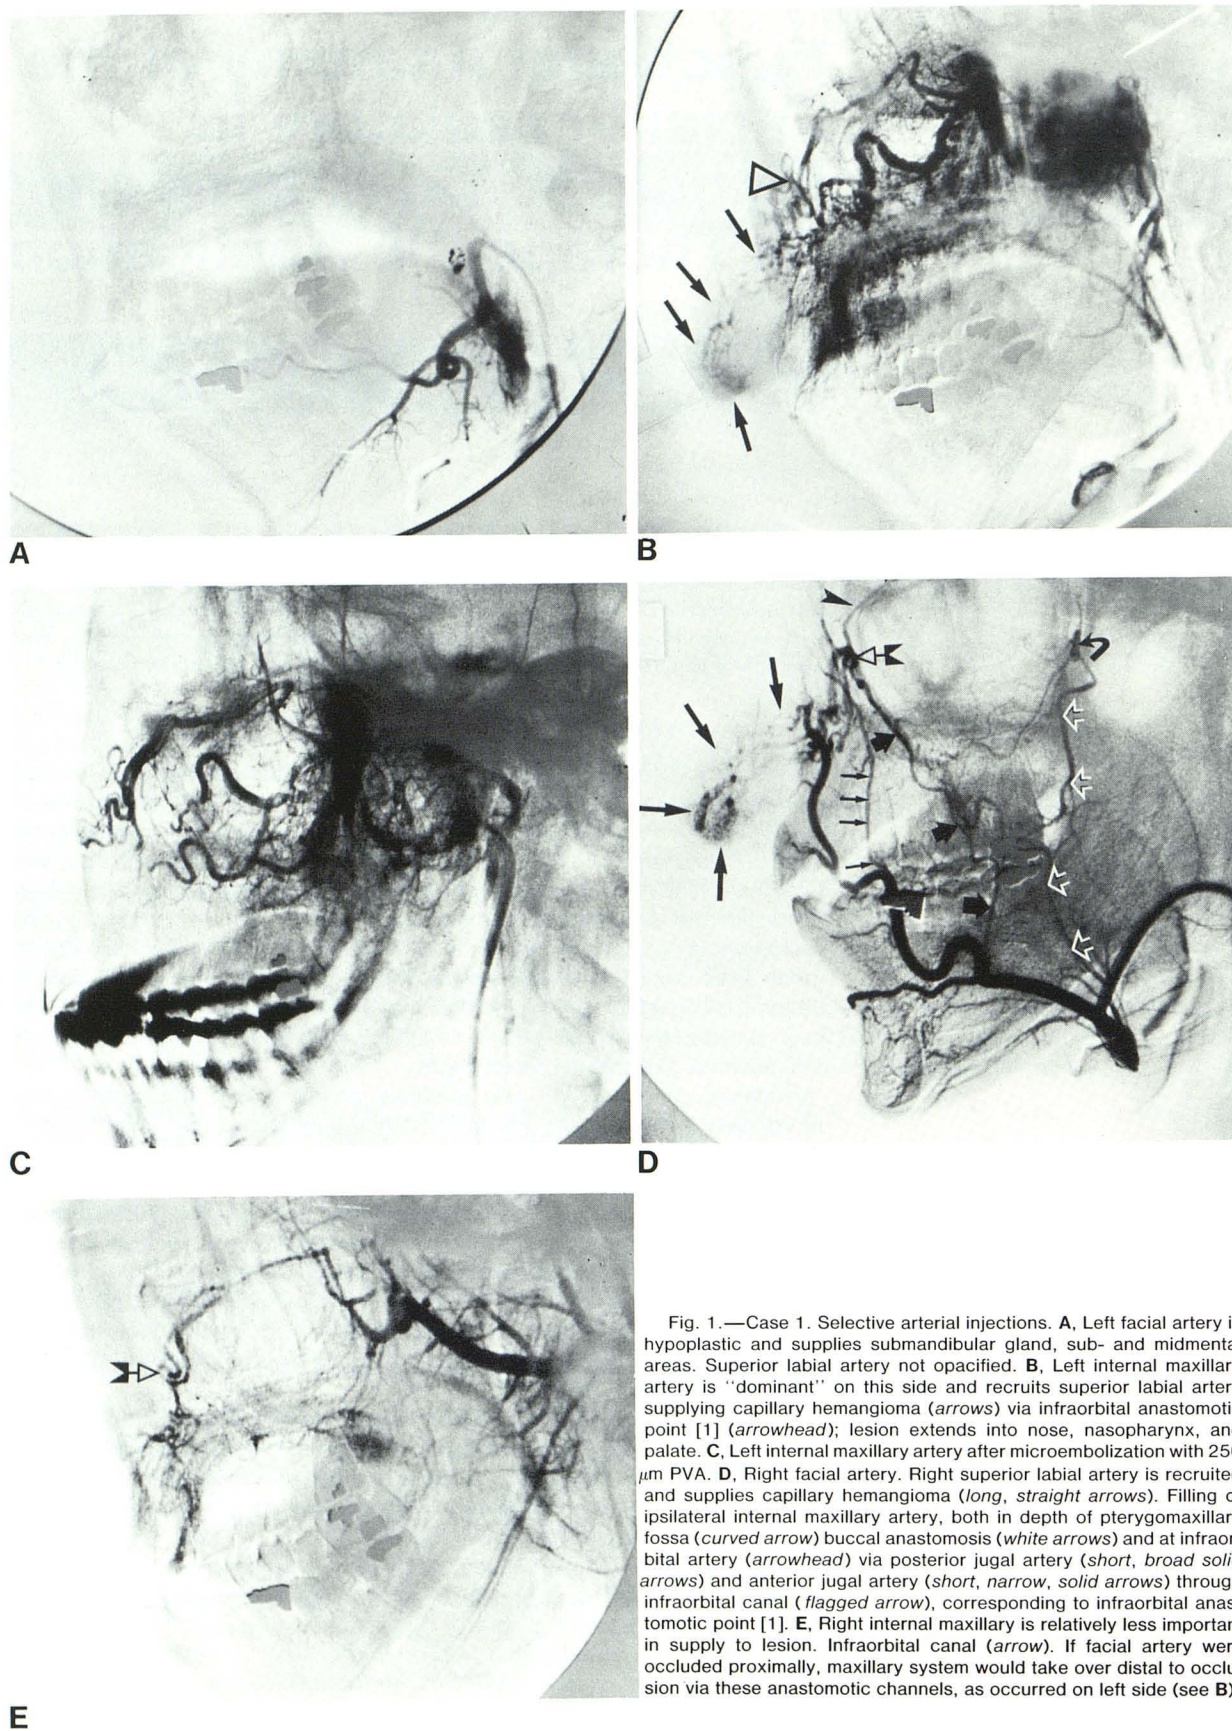 A
B
C
D
Fig. 1.—Case 1. Selective arterial injections. A, Left facial artery i
hypoplastic and supplies submandibular gland, sub- and midmenta
areas. Superior labial artery not opacified. B, Left internal maxillar
artery is "dominant" on this side and recruits superior labial arter
supplying capillary hemangioma (arrows) via infraorbital anastomoti
point [1] (arrowhead); lesion extends into nose, nasopharynx, an
palate. C, Left internal maxillary artery after microembolization with 25
μm PVA. D, Right facial artery. Right superior labial artery is recruite
and supplies capillary hemangioma (long, straight arrows). Filling o
ipsilateral internal maxillary artery, both in depth of pterygomaxillar
fossa (curved arrow) buccal anastomosis (white arrows) and at infraor
bital artery (arrowhead) via posterior jugal artery (short, broad soli
arrows) and anterior jugal artery (short, narrow, solid arrows) throug
infraorbital canal (flagged arrow), corresponding to infraorbital anas
tomotic point [1]. E, Right internal maxillary is relatively less importan
in supply to lesion. Infraorbital canal (arrow). If facial artery wer
occluded proximally, maxillary system would take over distal to occlu
sion via these anastomotic channels, as occurred on left side (see B)
E